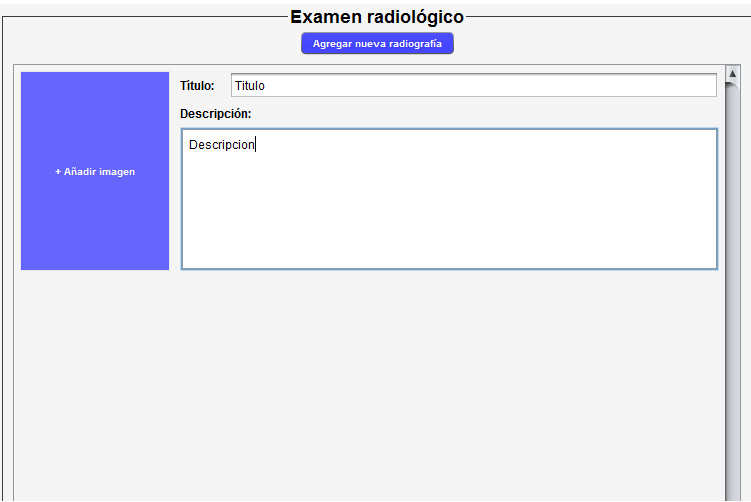 Examen radiológico
Agregar nueva radiografía
+ Añadir imagen
Título: Titulo
Descripción:
Descripcion